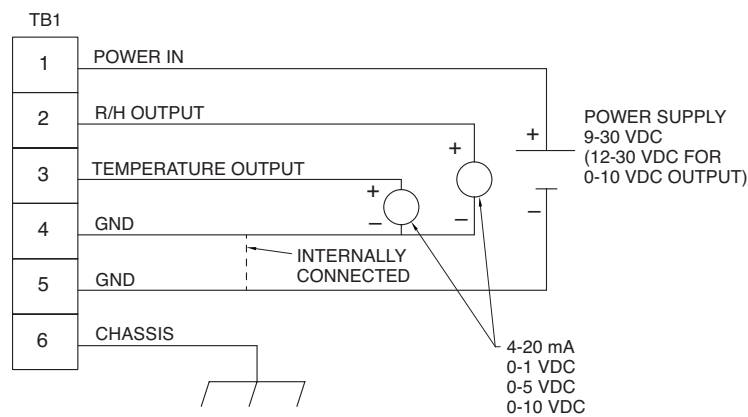 TB1
1 POWER IN
2 R/H OUTPUT
3 TEMPERATURE OUTPUT
4 GND
5 GND
6 CHASSIS
INTERNALLY
CONNECTED
+
−
+
−
+
−
POWER SUPPLY
9-30 VDC
(12-30 VDC FOR
0-10 VDC OUTPUT)
4-20 mA
0-1 VDC
0-5 VDC
0-10 VDC